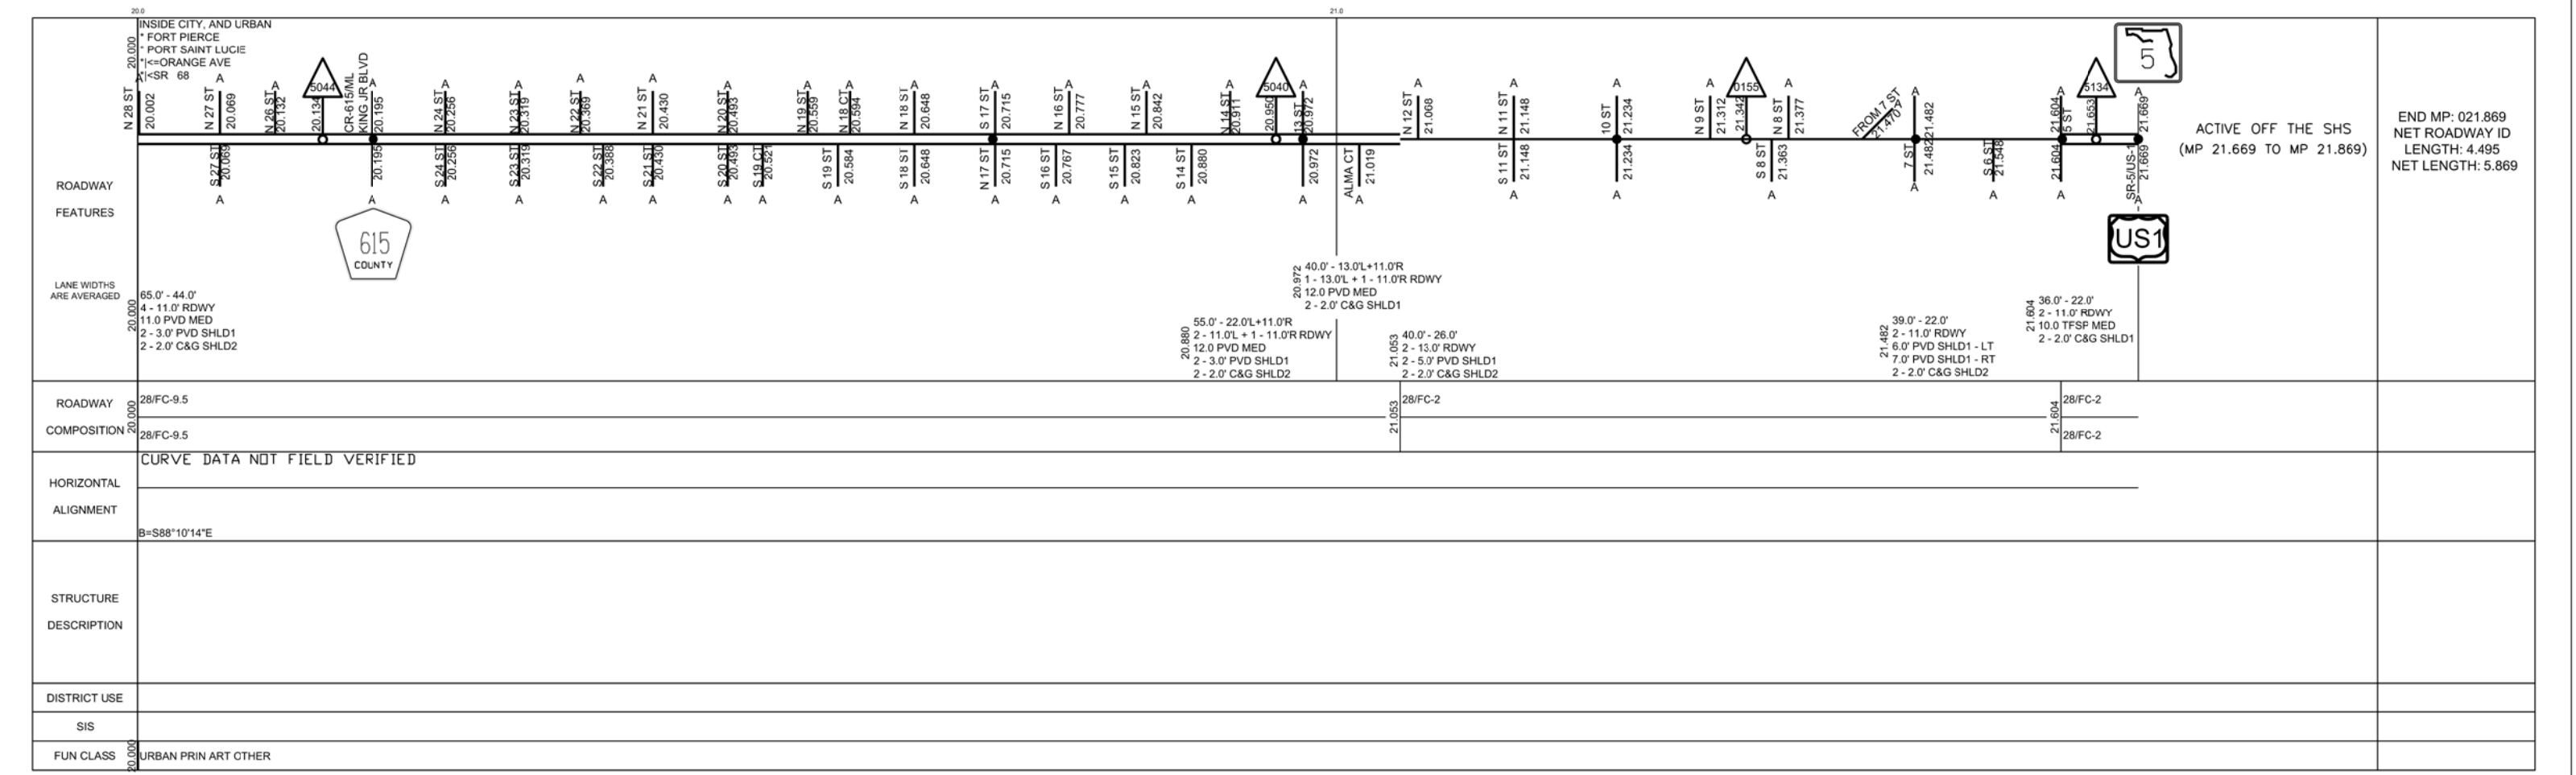 20.0
21.0
20.000
INSIDE CITY, AND URBAN
* FORT PIERCE
* PORT SAINT LUCIE
*|<=ORANGE AVE
*|<SR 68
A
N 28 ST
20.002
A
N 27 ST
20.069
A
N 26 ST
20.132
5044
20.134
CR-615/ML
KING JR BLVD
A
20.195
A
N 24 ST
20.256
A
N 23 ST
20.319
A
N 22 ST
20.369
A
N 21 ST
20.430
A
N 20 ST
20.493
A
N 19 ST
20.559
A
N 18 CT
20.594
A
N 18 ST
20.648
A
S 17 ST
20.715
A
N 16 ST
20.777
A
N 15 ST
20.842
A
N 14 ST
20.911
5040
20.950
A
13 ST
20.972
A
N 12 ST
21.068
A
N 11 ST
21.148
A
10 ST
21.234
A
N 9 ST
21.312
0155
21.342
A
N 8 ST
21.377
FROM 7 ST
21.470
A
21.482
A
21.604
5 ST
5134
21.653
A
21.669
5
ACTIVE OFF THE SHS
(MP 21.669 TO MP 21.869)
END MP: 021.869
NET ROADWAY ID
LENGTH: 4.495
NET LENGTH: 5.869
ROADWAY
FEATURES
S 27 ST
20.069
A
20.195
A
615
COUNTY
S 24 ST
20.256
A
S 23 ST
20.319
A
S 22 ST
20.388
A
S 21 ST
20.430
A
S 20 ST
20.493
A
S 19 CT
20.521
A
S 19 ST
20.584
A
S 18 ST
20.648
A
N 17 ST
20.715
A
S 16 ST
20.767
A
S 15 ST
20.823
A
S 14 ST
20.880
A
20.972
A
ALMA CT
21.019
A
S 11 ST
21.148
A
21.234
A
S 8 ST
21.363
A
7 ST
21.482
A
S 6 ST
21.548
A
21.604
A
SR-5/US-1
21.669
A
US1
LANE WIDTHS
ARE AVERAGED
20.000
65.0' - 44.0'
4 - 11.0' RDWY
11.0 PVD MED
2 - 3.0' PVD SHLD1
2 - 2.0' C&G SHLD2
20.880
55.0' - 22.0'L+11.0'R
2 - 11.0'L + 1 - 11.0'R RDWY
12.0 PVD MED
2 - 3.0' PVD SHLD1
2 - 2.0' C&G SHLD2
20.972
40.0' - 13.0'L+11.0'R
1 - 13.0'L + 1 - 11.0'R RDWY
12.0 PVD MED
2 - 2.0' C&G SHLD1
21.053
40.0' - 26.0'
2 - 13.0' RDWY
2 - 5.0' PVD SHLD1
2 - 2.0' C&G SHLD2
21.482
39.0' - 22.0'
2 - 11.0' RDWY
6.0' PVD SHLD1 - LT
7.0' PVD SHLD1 - RT
2 - 2.0' C&G SHLD2
21.604
36.0' - 22.0'
2 - 11.0' RDWY
10.0 TFSP MED
2 - 2.0' C&G SHLD1
ROADWAY
COMPOSITION
20.000
28/FC-9.5
28/FC-9.5
21.053
28/FC-2
21.604
28/FC-2
28/FC-2
HORIZONTAL
ALIGNMENT
CURVE DATA NOT FIELD VERIFIED
B=S88°10'14"E
STRUCTURE
DESCRIPTION
DISTRICT USE
SIS
FUN CLASS
20.000
URBAN PRIN ART OTHER